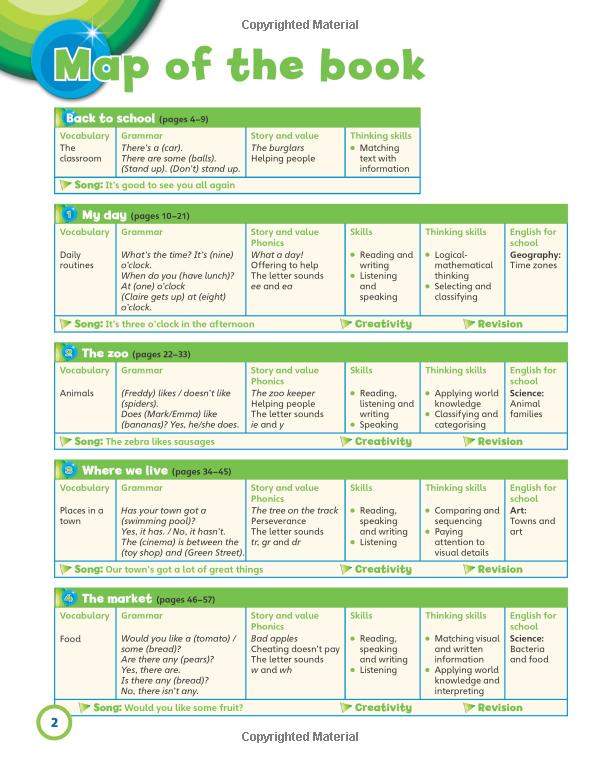 Copyrighted Material
Map of the book
Back to school (pages 4–9)
Vocabulary
The
classroom
Grammar
There's a (car).
There are some (balls).
(Stand up). (Don't) stand up.
Story and value
The burglars
Helping people
Thinking skills
• Matching
text with
information
Song: It's good to see you all again
1 My day (pages 10–21)
Vocabulary
Daily
routines
Grammar
What's the time? It's (nine)
o'clock.
When do you (have lunch)?
At (one) o'clock
(Claire gets up) at (eight)
o'clock.
Story and value
Phonics
What a day!
Offering to help
The letter sounds
ee and ea
Skills
• Reading and
writing
• Listening
and
speaking
Thinking skills
• Logical-
mathematical
thinking
• Selecting and
classifying
English for
school
Geography:
Time zones
Song: It's three o'clock in the afternoon
Creativity
Revision
2 The zoo (pages 22–33)
Vocabulary
Animals
Grammar
(Freddy) likes / doesn't like
(spiders).
Does (Mark/Emma) like
(bananas)? Yes, he/she does.
Story and value
Phonics
The zoo keeper
Helping people
The letter sounds
ie and y
Skills
• Reading,
listening and
writing
• Speaking
Thinking skills
• Applying world
knowledge
• Classifying and
categorising
English for
school
Science:
Animal
families
Song: The zebra likes sausages
Creativity
Revision
3 Where we live (pages 34–45)
Vocabulary
Places in a
town
Grammar
Has your town got a
(swimming pool)?
Yes, it has. / No, it hasn't.
The (cinema) is between the
(toy shop) and (Green Street).
Story and value
Phonics
The tree on the track
Perseverance
The letter sounds
tr, gr and dr
Skills
• Reading,
speaking
and writing
• Listening
Thinking skills
• Comparing and
sequencing
• Paying
attention to
visual details
English for
school
Art:
Towns and
art
Song: Our town's got a lot of great things
Creativity
Revision
4 The market (pages 46–57)
Vocabulary
Food
Grammar
Would you like a (tomato) /
some (bread)?
Are there any (pears)?
Yes, there are.
Is there any (bread)?
No, there isn't any.
Story and value
Phonics
Bad apples
Cheating doesn't pay
The letter sounds
w and wh
Skills
• Reading,
speaking
and writing
• Listening
Thinking skills
• Matching visual
and written
information
• Applying world
knowledge and
interpreting
English for
school
Science:
Bacteria
and food
Song: Would you like some fruit?
Creativity
Revision
2
Copyrighted Material